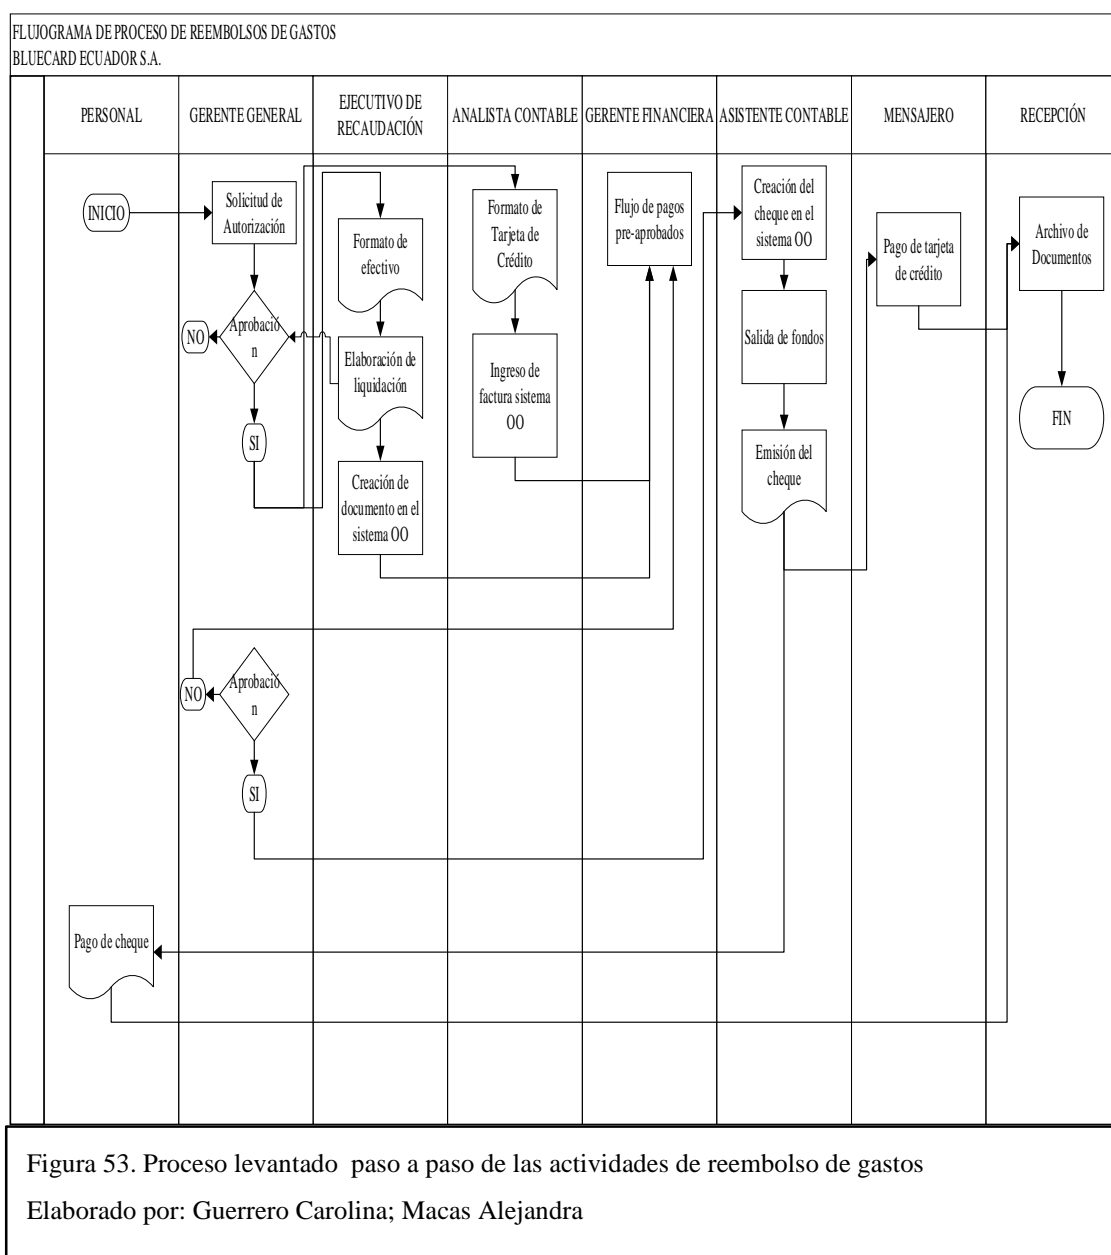 FLUJOGRAMA DE PROCESO DE REEMBOLSOS DE GASTOS
BLUECARD ECUADOR S.A.
PERSONAL
GERENTE GENERAL
EJECUTIVO DE
RECAUDACIÓN
ANALISTA CONTABLE
GERENTE FINANCIERA
ASISTENTE CONTABLE
MENSAJERO
RECEPCIÓN
INICIO
Solicitud de
Autorización
Aprobació
n
NO
SI
Formato de
efectivo
Elaboración de
liquidación
Creación de
documento en el
sistema OO
Formato de
Tarjeta de
Crédito
Ingreso de
factura sistema
OO
Flujo de pagos
pre-aprobados
Creación del
cheque en el
sistema OO
Salida de fondos
Emisión del
cheque
Pago de tarjeta
de crédito
Archivo de
Documentos
FIN
Aprobació
n
NO
SI
Pago de cheque
Figura 53. Proceso levantado paso a paso de las actividades de reembolso de gastos
Elaborado por: Guerrero Carolina; Macas Alejandra